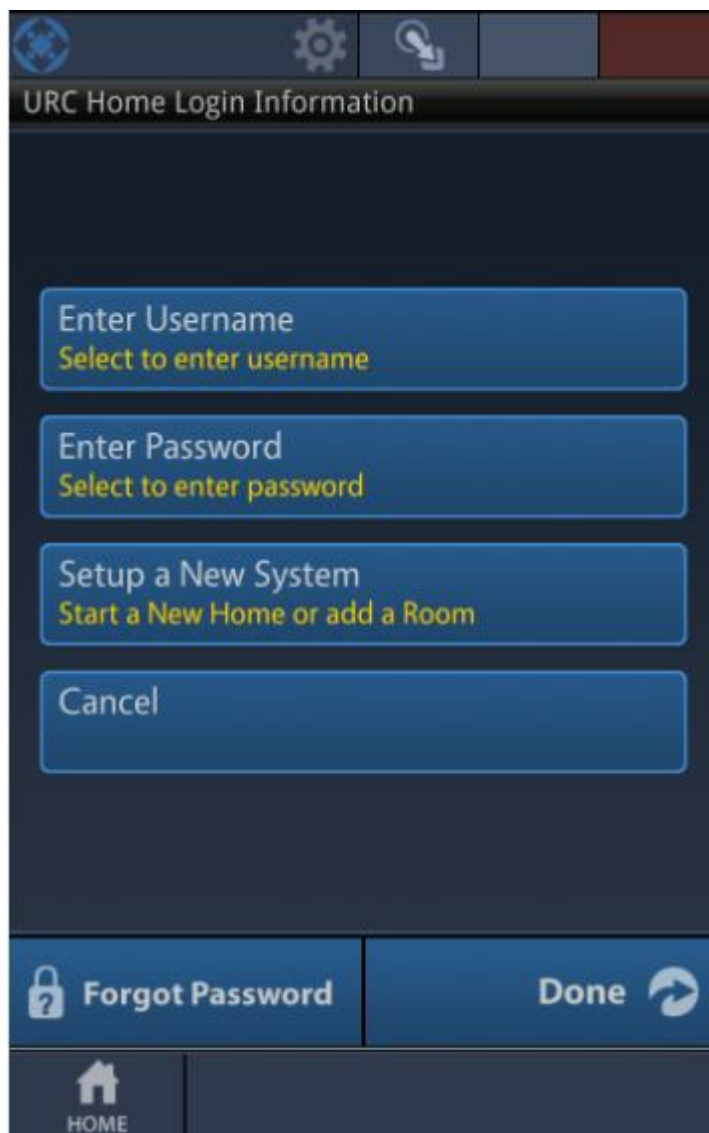 URC Home Login Information
Enter Username
Select to enter username
Enter Password
Select to enter password
Setup a New System
Start a New Home or add a Room
Cancel
Forgot Password
Done
HOME